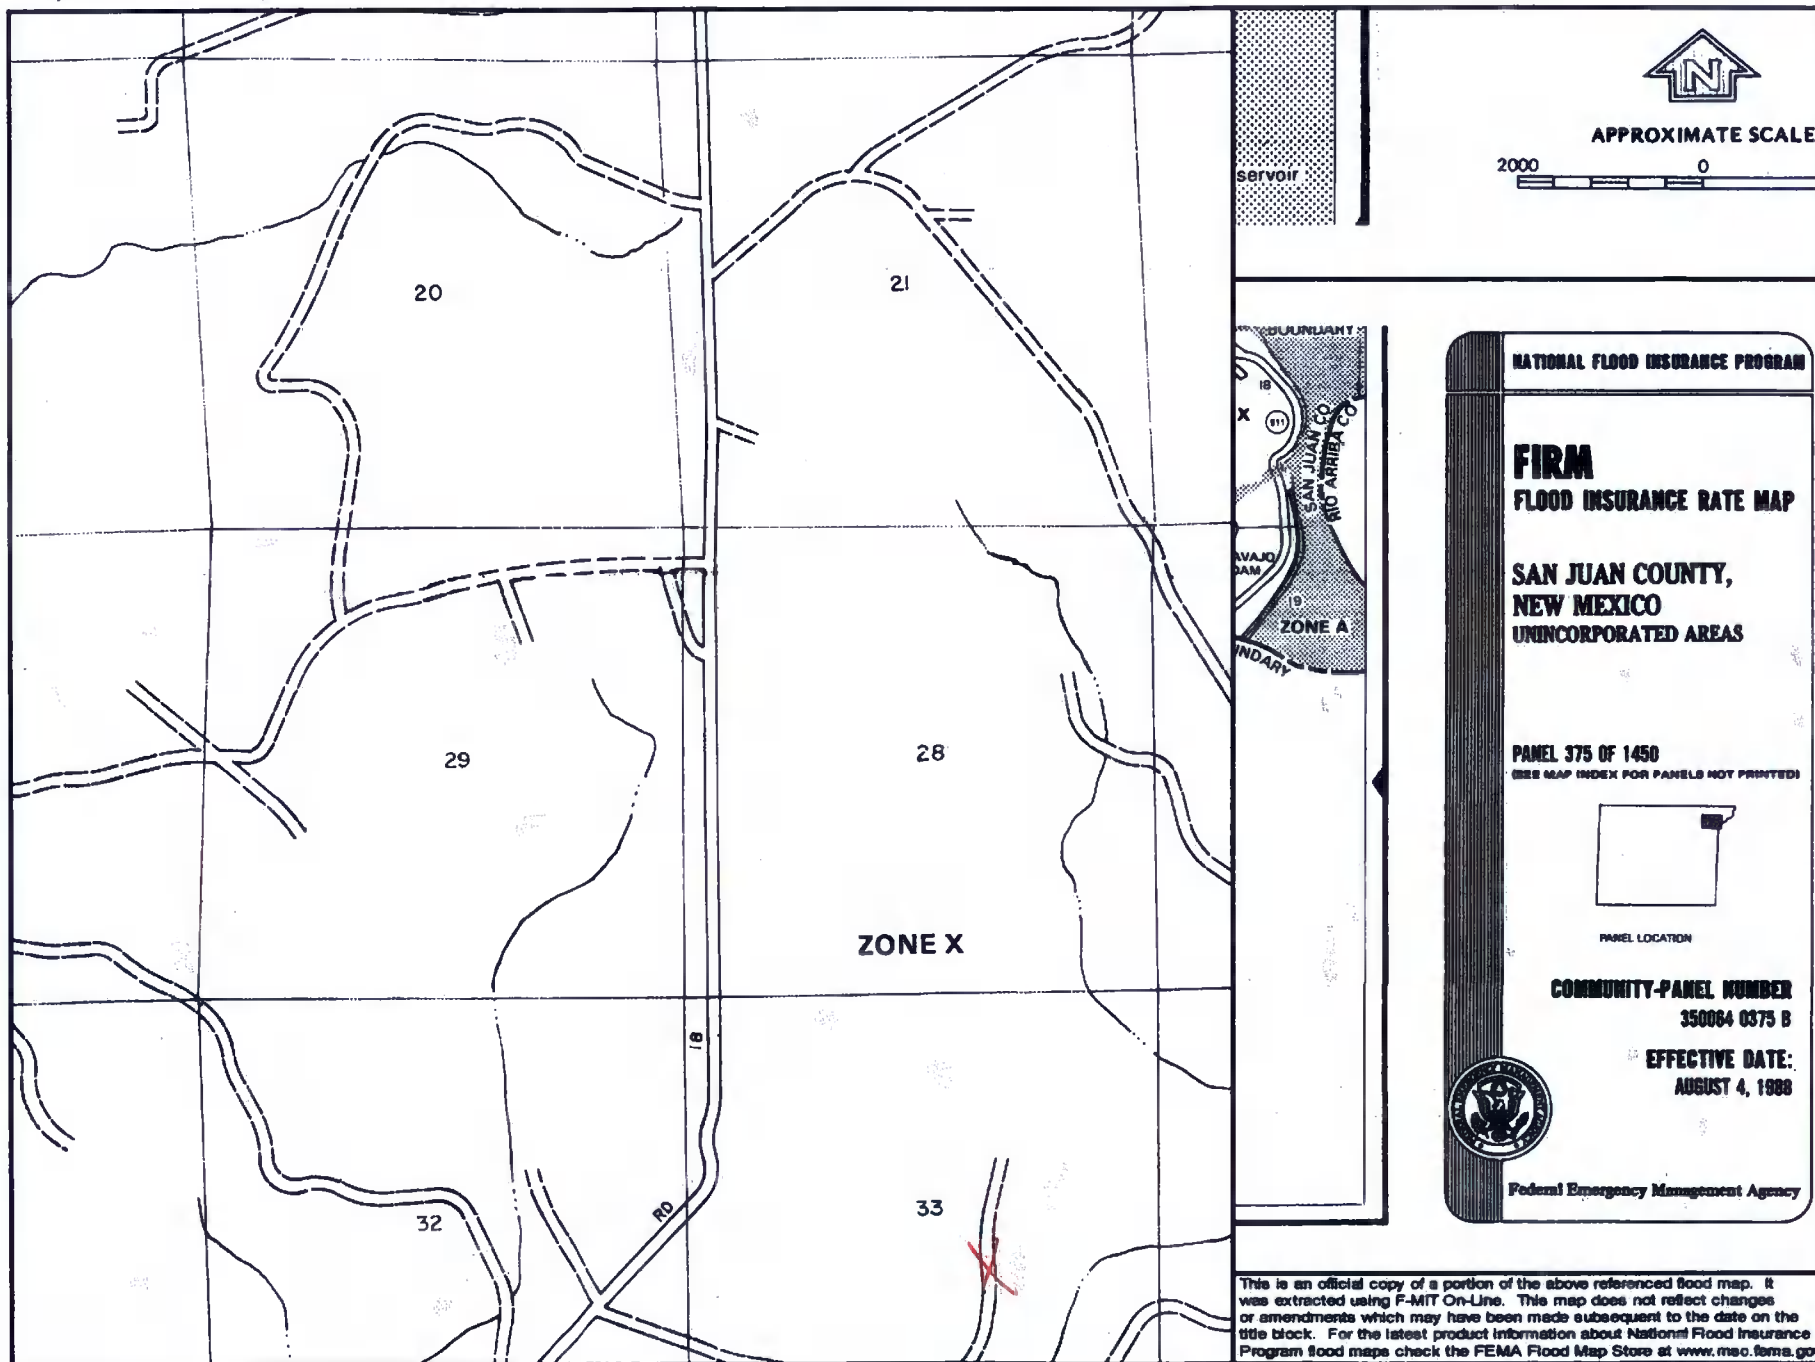 20
21
29
28
ZONE X
18
32
RD
33
servoir
APPROXIMATE SCALE
2000 0
BOUNDARY
18
X
511
SAN JUAN CO
RIO ARRIBA CO
AVAJO
DAM
19
ZONE A
UNDARY
NATIONAL FLOOD INSURANCE PROGRAM
FIRM
FLOOD INSURANCE RATE MAP
SAN JUAN COUNTY,
NEW MEXICO
UNINCORPORATED AREAS
PANEL 375 OF 1450
(SEE MAP INDEX FOR PANELS NOT PRINTED)
PANEL LOCATION
COMMUNITY-PANEL NUMBER
350064 0375 B
EFFECTIVE DATE:
AUGUST 4, 1988
Federal Emergency Management Agency
This is an official copy of a portion of the above referenced flood map. It
was extracted using F-MIT On-Line. This map does not reflect changes
or amendments which may have been made subsequent to the date on the
title block. For the latest product information about National Flood Insurance
Program flood maps check the FEMA Flood Map Store at www.msc.fema.go